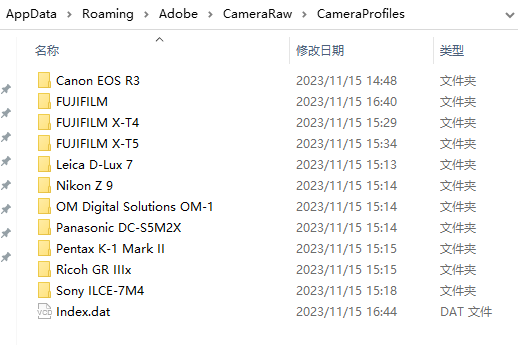 AppData > Roaming > Adobe > CameraRaw > CameraProfiles
名称 修改日期 类型
Canon EOS R3 2023/11/15 14:48 文件夹
FUJIFILM 2023/11/15 16:40 文件夹
FUJIFILM X-T4 2023/11/15 15:29 文件夹
FUJIFILM X-T5 2023/11/15 15:34 文件夹
Leica D-Lux 7 2023/11/15 15:13 文件夹
Nikon Z 9 2023/11/15 15:14 文件夹
OM Digital Solutions OM-1 2023/11/15 15:14 文件夹
Panasonic DC-S5M2X 2023/11/15 15:14 文件夹
Pentax K-1 Mark II 2023/11/15 15:15 文件夹
Ricoh GR IIIx 2023/11/15 15:15 文件夹
Sony ILCE-7M4 2023/11/15 15:18 文件夹
Index.dat 2023/11/15 16:44 DAT 文件